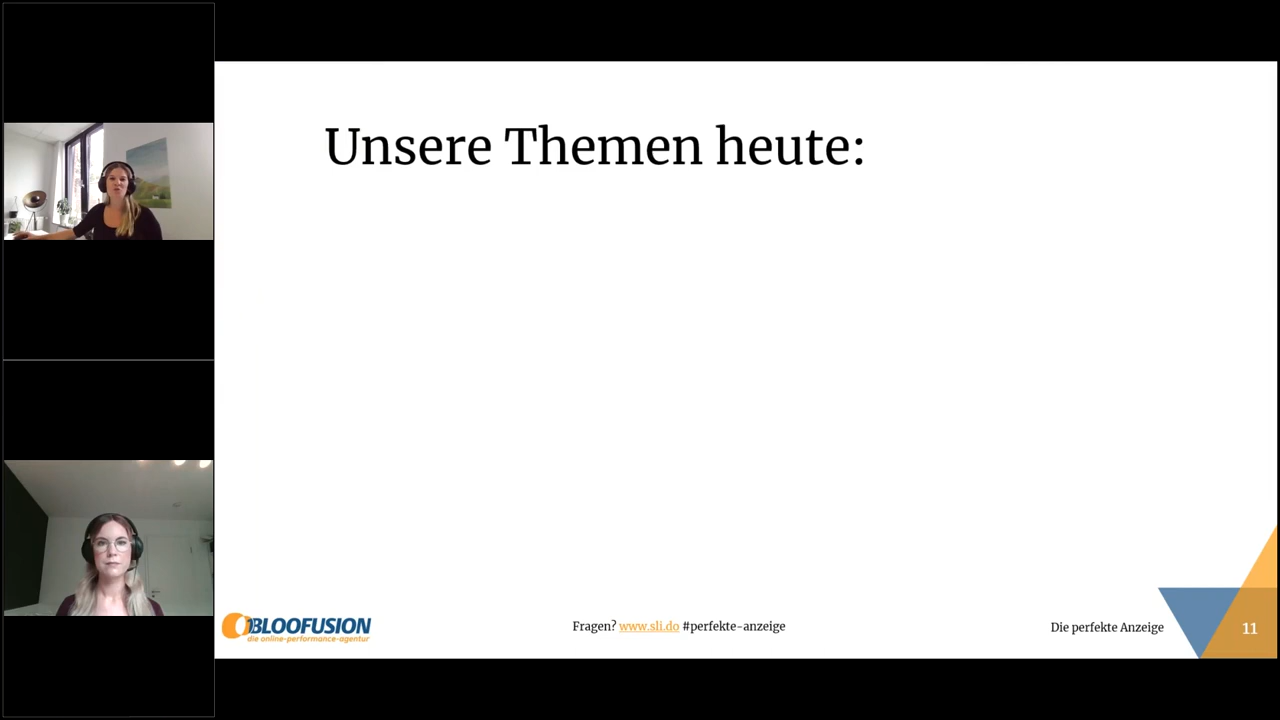 Unsere Themen heute:
BLOOFUSION
die online-performance-agentur
Fragen? www.sli.do #perfekte-anzeige
Die perfekte Anzeige
11